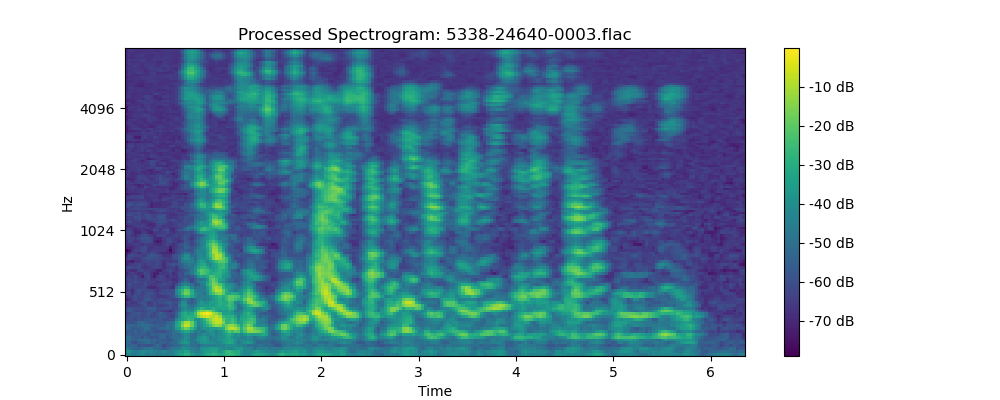 Processed Spectrogram: 5338-24640-0003.flac
Hz
4096
2048
1024
512
0
0 1 2 3 4 5 6
Time
-10 dB
-20 dB
-30 dB
-40 dB
-50 dB
-60 dB
-70 dB